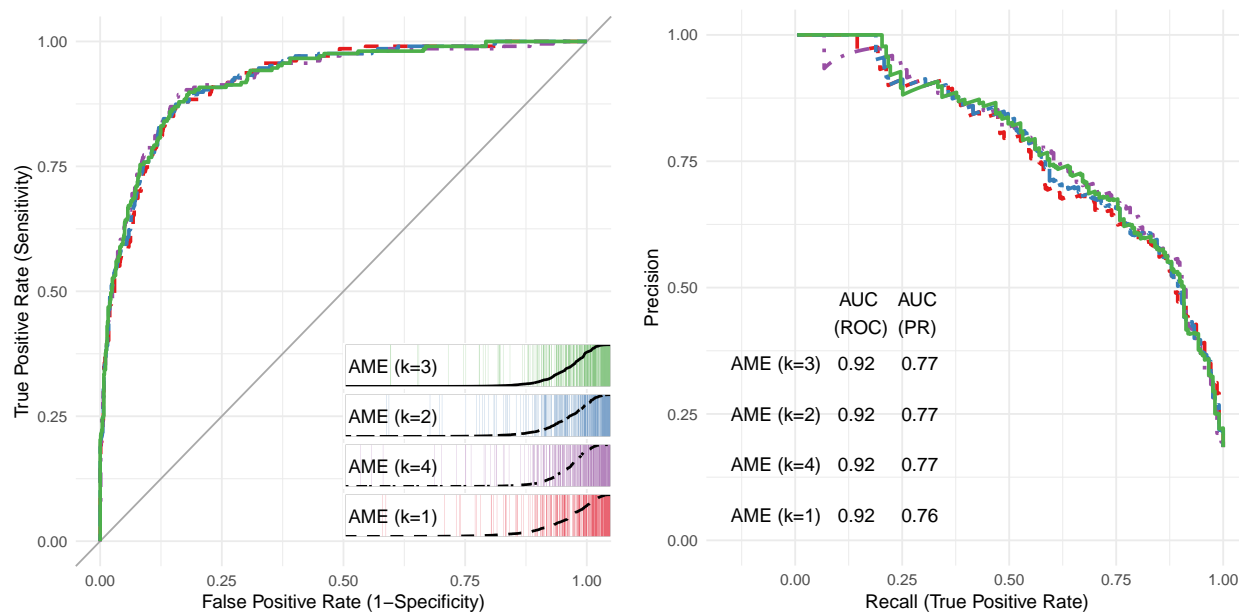 1.00
0.75
0.50
0.25
0.00
True Positive Rate (Sensitivity)
AME (k=3)
AME (k=2)
AME (k=4)
AME (k=1)
0.00 0.25 0.50 0.75 1.00
False Positive Rate (1−Specificity)
1.00
0.75
0.50
0.25
0.00
Precision
AUC AUC
(ROC) (PR)
AME (k=3) 0.92 0.77
AME (k=2) 0.92 0.77
AME (k=4) 0.92 0.77
AME (k=1) 0.92 0.76
0.00 0.25 0.50 0.75 1.00
Recall (True Positive Rate)